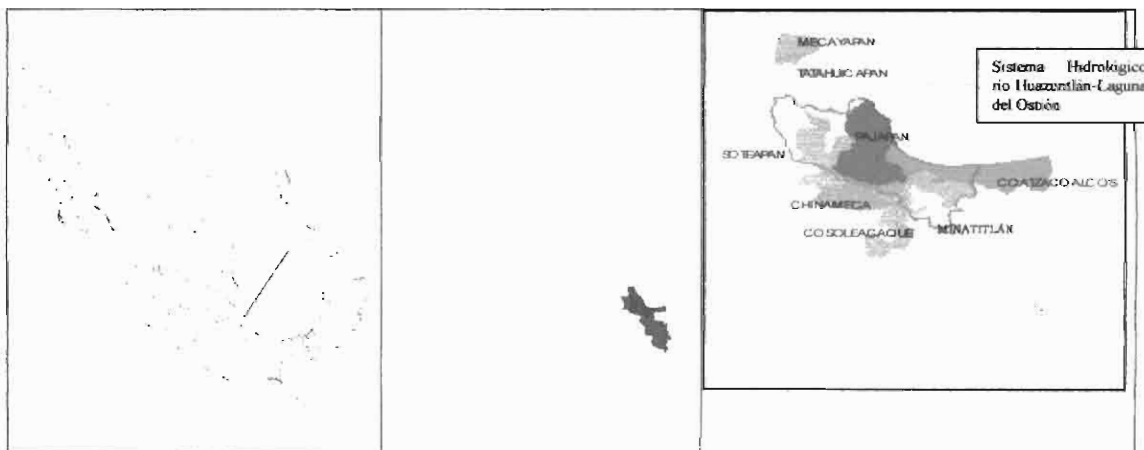 MECAYAPAN
Sistema Hidrológico
río Huazuntlán-Laguna
del Ostión
TATAHUICAPAN
PAJAPAN
SOTEAPAN
COATZACOALCOS
CHINAMECA
COSOLEACAQUE
MINATITLÁN